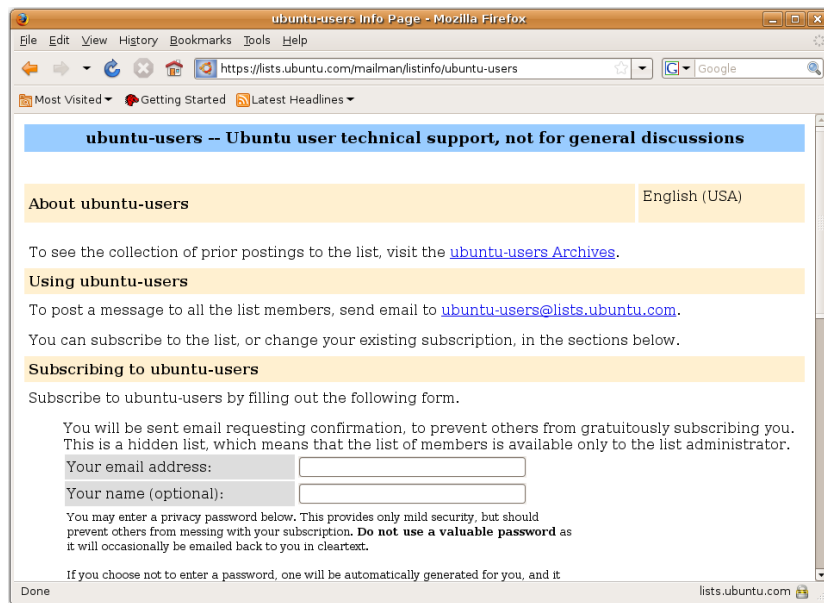 ubuntu-users Info Page - Mozilla Firefox
File Edit View History Bookmarks Tools Help
https://lists.ubuntu.com/mailman/listinfo/ubuntu-users
G Google
Most Visited Getting Started Latest Headlines
ubuntu-users -- Ubuntu user technical support, not for general discussions
About ubuntu-users
English (USA)
To see the collection of prior postings to the list, visit the ubuntu-users Archives.
Using ubuntu-users
To post a message to all the list members, send email to ubuntu-users@lists.ubuntu.com.
You can subscribe to the list, or change your existing subscription, in the sections below.
Subscribing to ubuntu-users
Subscribe to ubuntu-users by filling out the following form.
You will be sent email requesting confirmation, to prevent others from gratuitously subscribing you.
This is a hidden list, which means that the list of members is available only to the list administrator.
Your email address:
Your name (optional):
You may enter a privacy password below. This provides only mild security, but should
prevent others from messing with your subscription. Do not use a valuable password as
it will occasionally be emailed back to you in cleartext.
If you choose not to enter a password, one will be automatically generated for you, and it
Done
lists.ubuntu.com